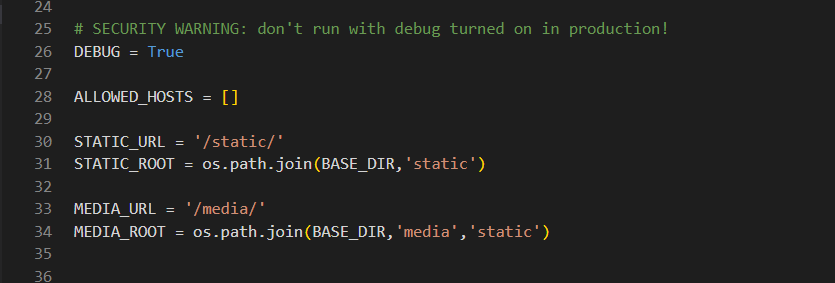 24
25 # SECURITY WARNING: don't run with debug turned on in production!
26 DEBUG = True
27
28 ALLOWED_HOSTS = []
29
30 STATIC_URL = '/static/'
31 STATIC_ROOT = os.path.join(BASE_DIR,'static')
32
33 MEDIA_URL = '/media/'
34 MEDIA_ROOT = os.path.join(BASE_DIR,'media','static')
35
36